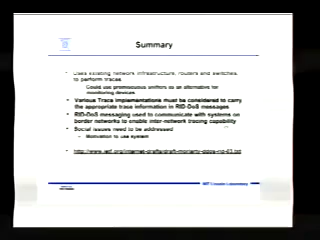 Summary
Uses existing network infrastructure, routers and switches,
to perform traces
Could use promiscuous sniffers as an alternative for
monitoring devices
Various Trace implementations must be considered to carry
the appropriate trace information in RID-DoS messages
RID-DoS messaging used to communicate with systems on
border networks to enable inter-network tracing capability
Social issues need to be addressed
Motivation to use system
MIT Lincoln Laboratory